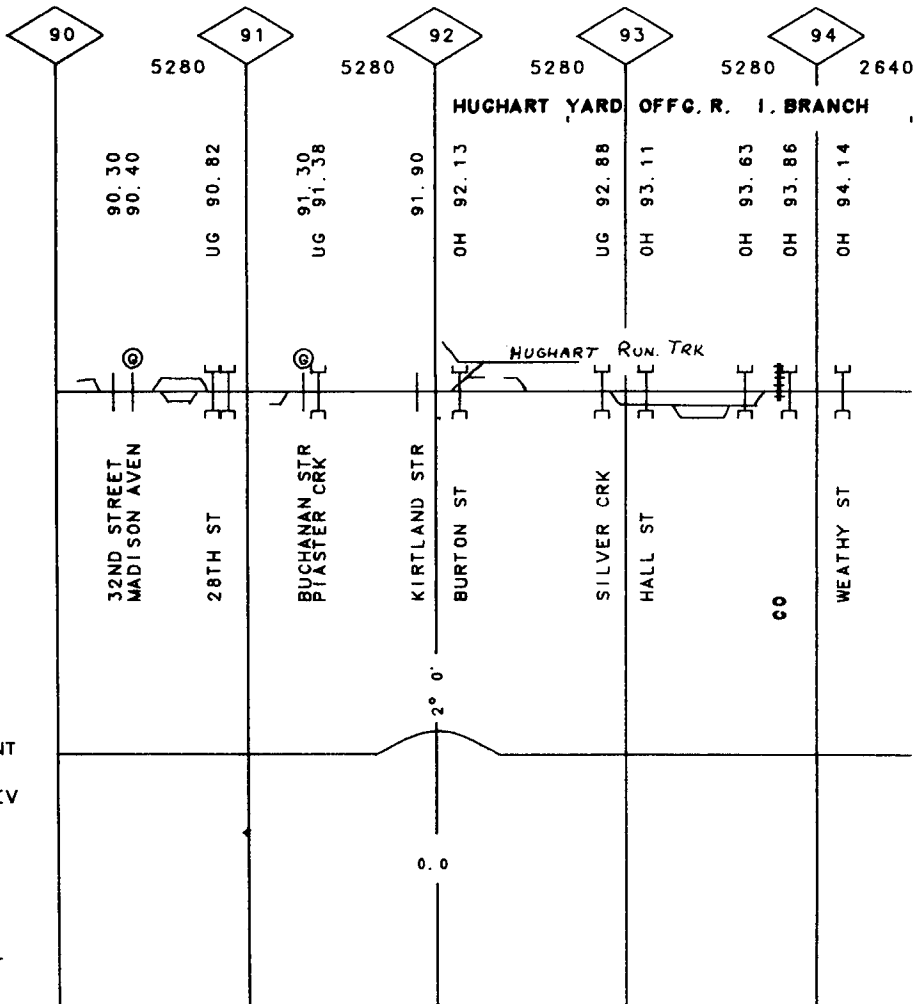 90 91 92 93 94
5280 5280 5280 5280 2640
HUGHART YARD OFFG. R. I. BRANCH
90.30
90.40
UG 90.82
91.30
UG 91.38
91.90
OH 92.13
UG 92.88
OH 93.11
OH 93.63
OH 93.86
OH 94.14
G G
HUGHART RUN. TRK
32ND STREET
MADISON AVEN
28TH ST
BUCHANAN STR
PIASTER CRK
KIRTLAND STR
BURTON ST
SILVER CRK
HALL ST
CO
WEATHY ST
2° 0'
NT
0.0